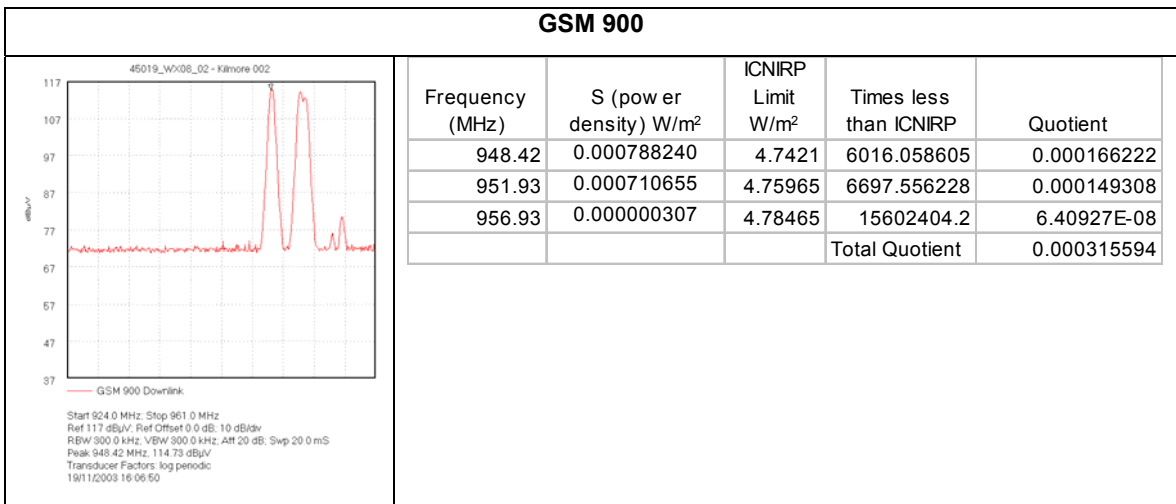 GSM 900
45019_WX08_02 - Kilmore 002
117
107
97
87
77
67
57
47
37
dBµV
GSM 900 Downlink
Start 924.0 MHz; Stop 961.0 MHz
Ref 117 dBµV; Ref Offset 0.0 dB; 10 dB/div
RBW 300.0 kHz; VBW 300.0 kHz; Att 20 dB; Swp 20.0 mS
Peak 948.42 MHz, 114.73 dBµV
Transducer Factors: log periodic
19/11/2003 16:06:50
Frequency (MHz) S (pow er density) W/m² ICNIRP Limit W/m² Times less than ICNIRP Quotient
948.42 0.000788240 4.7421 6016.058605 0.000166222
951.93 0.000710655 4.75965 6697.556228 0.000149308
956.93 0.000000307 4.78465 15602404.2 6.40927E-08
Total Quotient 0.000315594